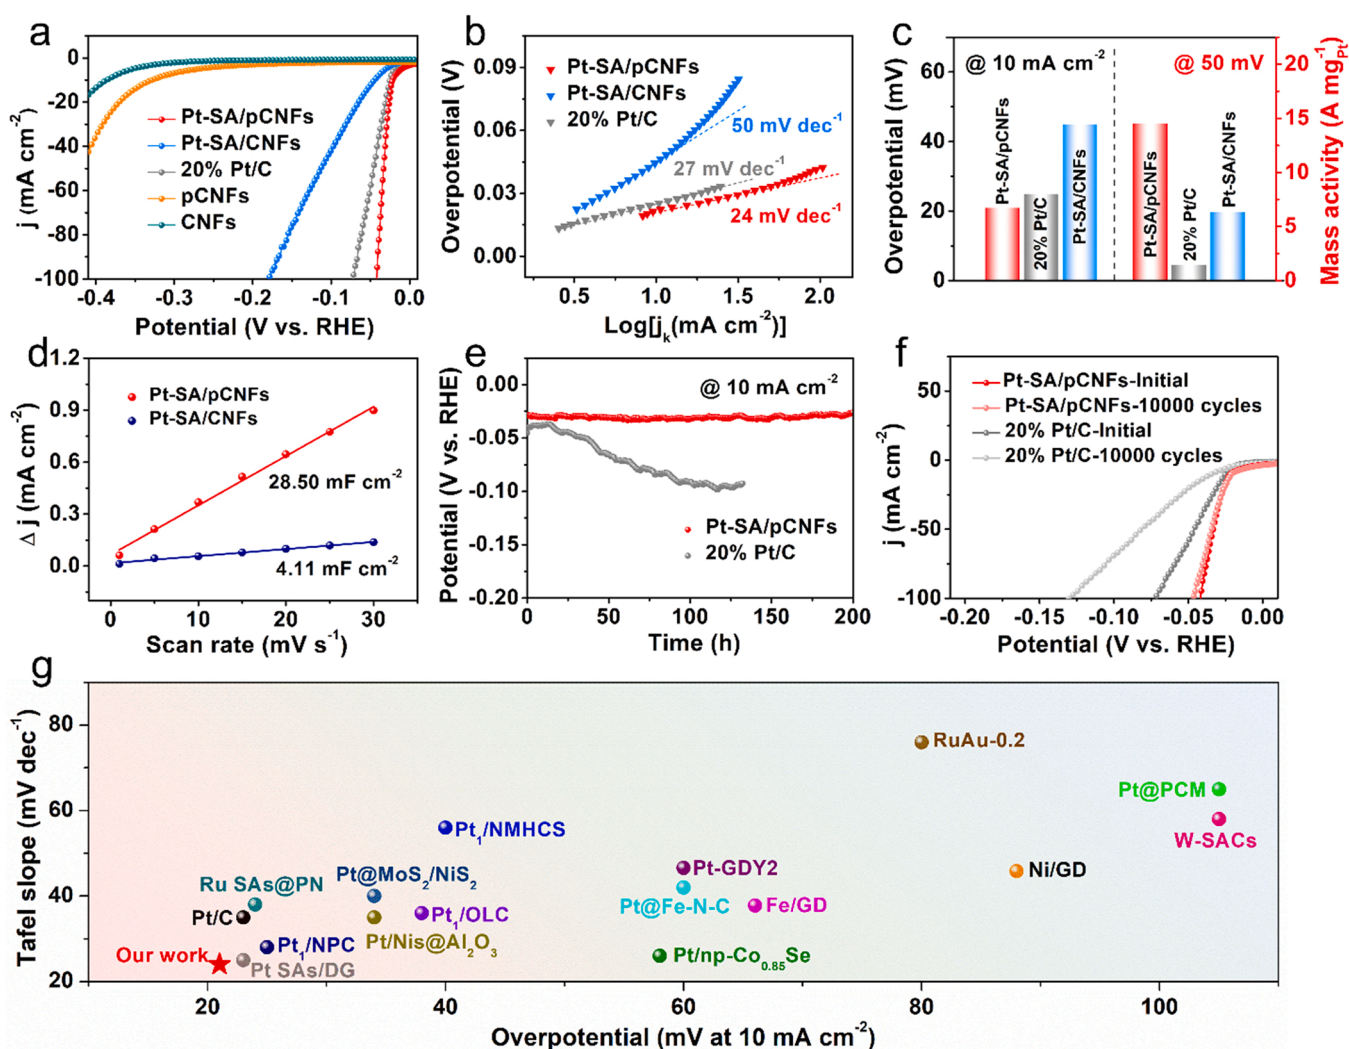 a
j (mA cm-2)
0
-20
-40
-60
-80
-100
Pt-SA/pCNFs
Pt-SA/CNFs
20% Pt/C
pCNFs
CNFs
-0.4
-0.3
-0.2
-0.1
0.0
Potential (V vs. RHE)
b
Overpotential (V)
0.09
0.06
0.03
0.00
Pt-SA/pCNFs
Pt-SA/CNFs
20% Pt/C
50 mV dec-1
27 mV dec-1
24 mV dec-1
0.5
1.0
1.5
2.0
Log[jk(mA cm-2)]
c
Overpotential (mV)
60
40
20
0
@ 10 mA cm-2
@ 50 mV
Pt-SA/pCNFs
20% Pt/C
Pt-SA/CNFs
Pt-SA/pCNFs
20% Pt/C
Pt-SA/CNFs
20
15
10
5
0
Mass activity (A mgPt-1)
d
Δ j (mA cm-2)
1.2
0.9
0.6
0.3
0.0
Pt-SA/pCNFs
Pt-SA/CNFs
28.50 mF cm-2
4.11 mF cm-2
0
10
20
30
Scan rate (mV s-1)
e
Potential (V vs. RHE)
0.00
-0.05
-0.10
-0.15
-0.20
@ 10 mA cm-2
Pt-SA/pCNFs
20% Pt/C
0
50
100
150
200
Time (h)
f
j (mA cm-2)
50
0
-50
-100
Pt-SA/pCNFs-Initial
Pt-SA/pCNFs-10000 cycles
20% Pt/C-Initial
20% Pt/C-10000 cycles
-0.20
-0.15
-0.10
-0.05
0.00
Potential (V vs. RHE)
g
Tafel slope (mV dec-1)
80
60
40
20
RuAu-0.2
Pt@PCM
W-SACs
Pt1/NMHCS
Pt-GDY2
Ni/GD
Pt@MoS2/NiS2
Ru SAs@PN
Pt@Fe-N-C
Fe/GD
Pt/C
Pt1/OLC
Pt1/NPC
Pt/Nis@Al2O3
Our work
Pt SAs/DG
Pt/np-Co0.85Se
20
40
60
80
100
Overpotential (mV at 10 mA cm-2)